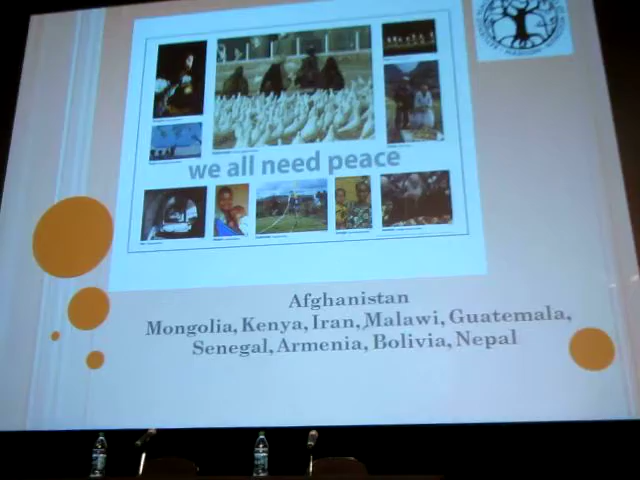 we all need peace
Afghanistan
Mongolia, Kenya, Iran, Malawi, Guatemala,
Senegal, Armenia, Bolivia, Nepal